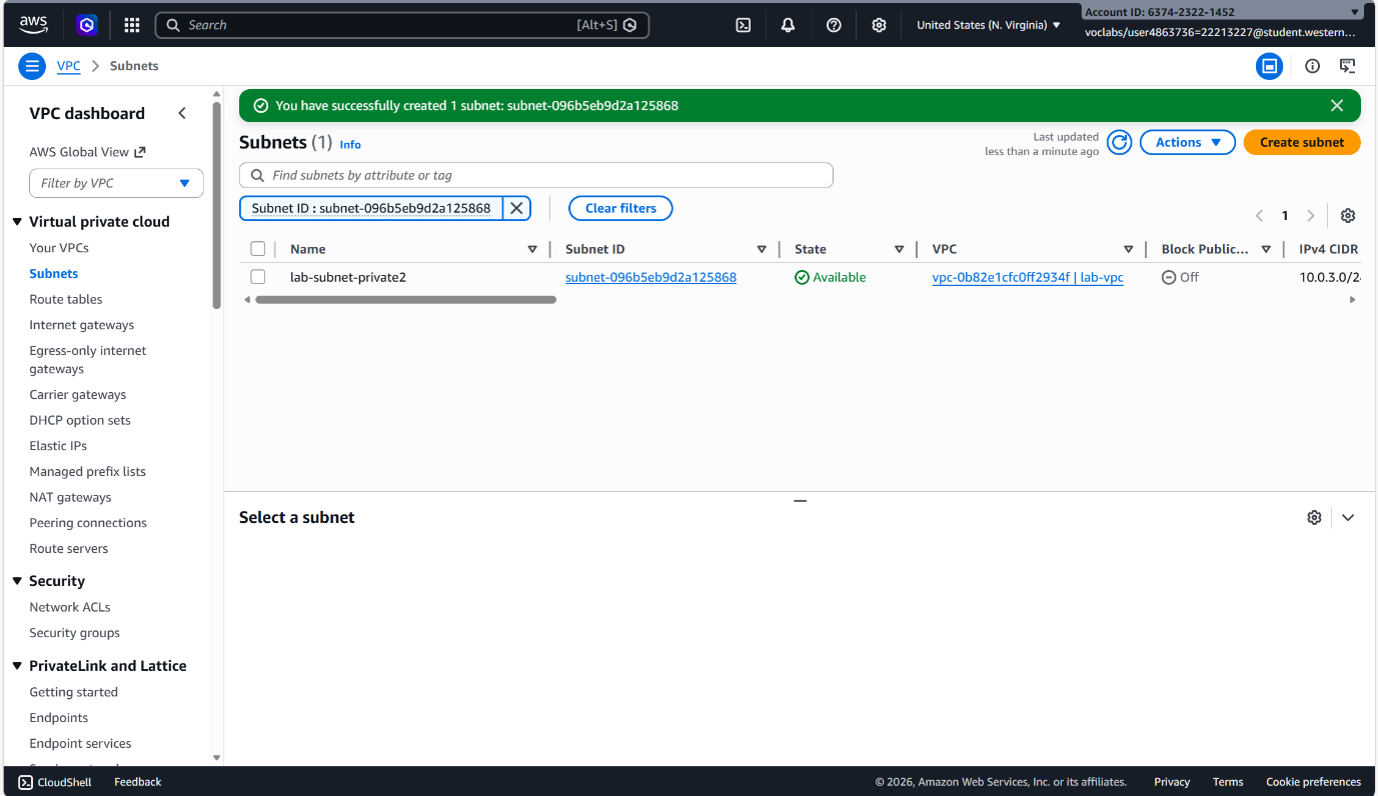 aws
Search [Alt+S]
United States (N. Virginia)
Account ID: 6374-2322-1452
voclabs/user4863736=22213227@student.western...
VPC > Subnets
VPC dashboard
AWS Global View
Filter by VPC
Virtual private cloud
Your VPCs
Subnets
Route tables
Internet gateways
Egress-only internet
gateways
Carrier gateways
DHCP option sets
Elastic IPs
Managed prefix lists
NAT gateways
Peering connections
Route servers
Security
Network ACLs
Security groups
PrivateLink and Lattice
Getting started
Endpoints
Endpoint services
You have successfully created 1 subnet: subnet-096b5eb9d2a125868
Subnets (1) Info
Last updated
less than a minute ago
Actions
Create subnet
Find subnets by attribute or tag
Subnet ID : subnet-096b5eb9d2a125868
Clear filters
1
Name Subnet ID State VPC Block Public... IPv4 CIDR
lab-subnet-private2 subnet-096b5eb9d2a125868 Available vpc-0b82e1cfc0ff2934f | lab-vpc Off 10.0.3.0/2
Select a subnet
CloudShell Feedback © 2026, Amazon Web Services, Inc. or its affiliates. Privacy Terms Cookie preferences